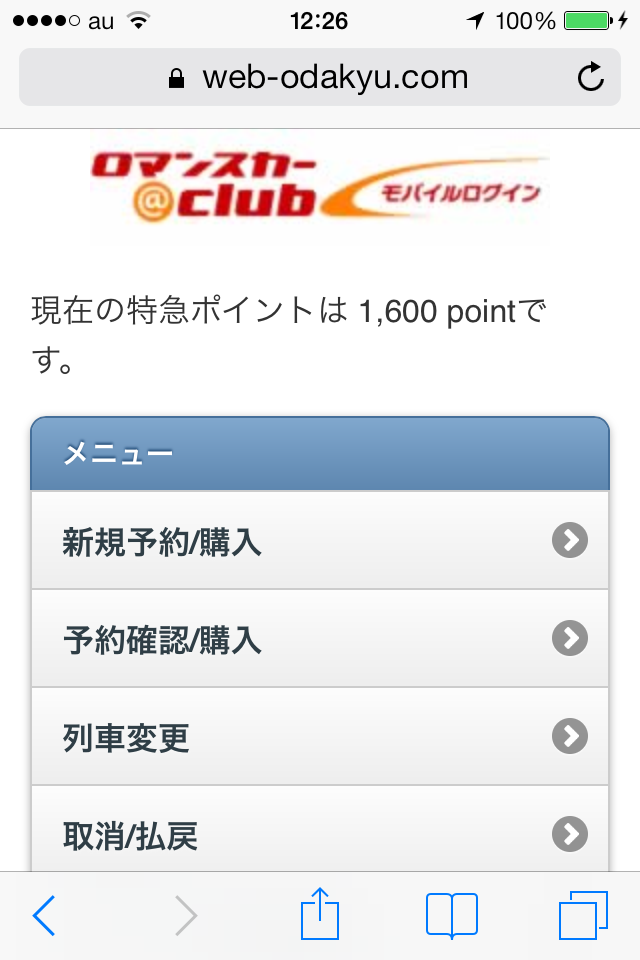 au 12:26 100%
web-odakyu.com
ロマンスカー
@club モバイルログイン
現在の特急ポイントは 1,600 pointで
す。
メニュー
新規予約/購入
予約確認/購入
列車変更
取消/払戻